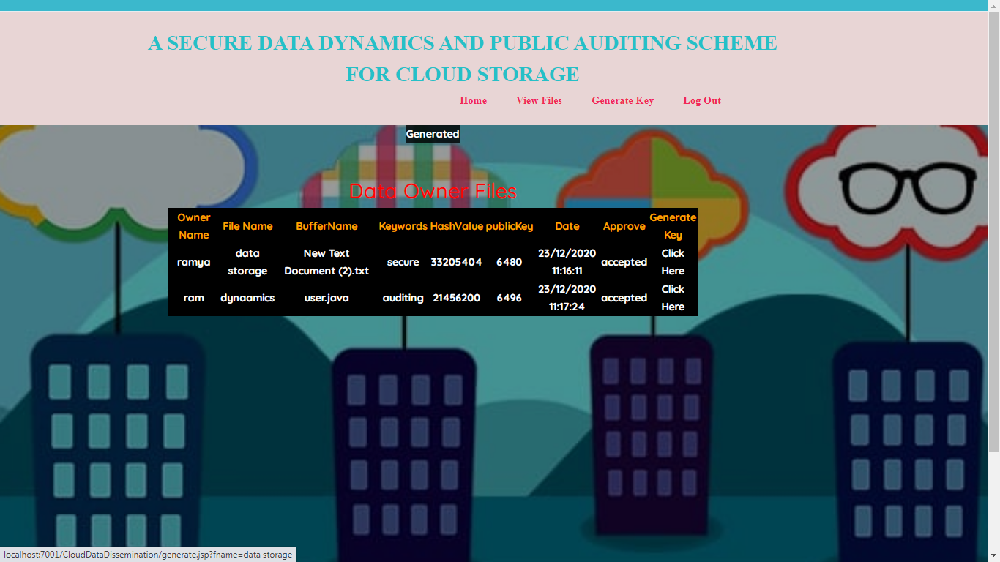 A SECURE DATA DYNAMICS AND PUBLIC AUDITING SCHEME
FOR CLOUD STORAGE
Home View Files Generate Key Log Out
Generated
Data Owner Files
Owner Name File Name BufferName Keywords HashValue publicKey Date Approve Generate Key
ramya data storage New Text Document (2).txt secure 33205404 6480 23/12/2020 11:16:11 accepted Click Here
ram dynaamics user.java auditing 21456200 6496 23/12/2020 11:17:24 accepted Click Here
localhost:7001/CloudDataDissemination/generate.jsp?fname=data storage